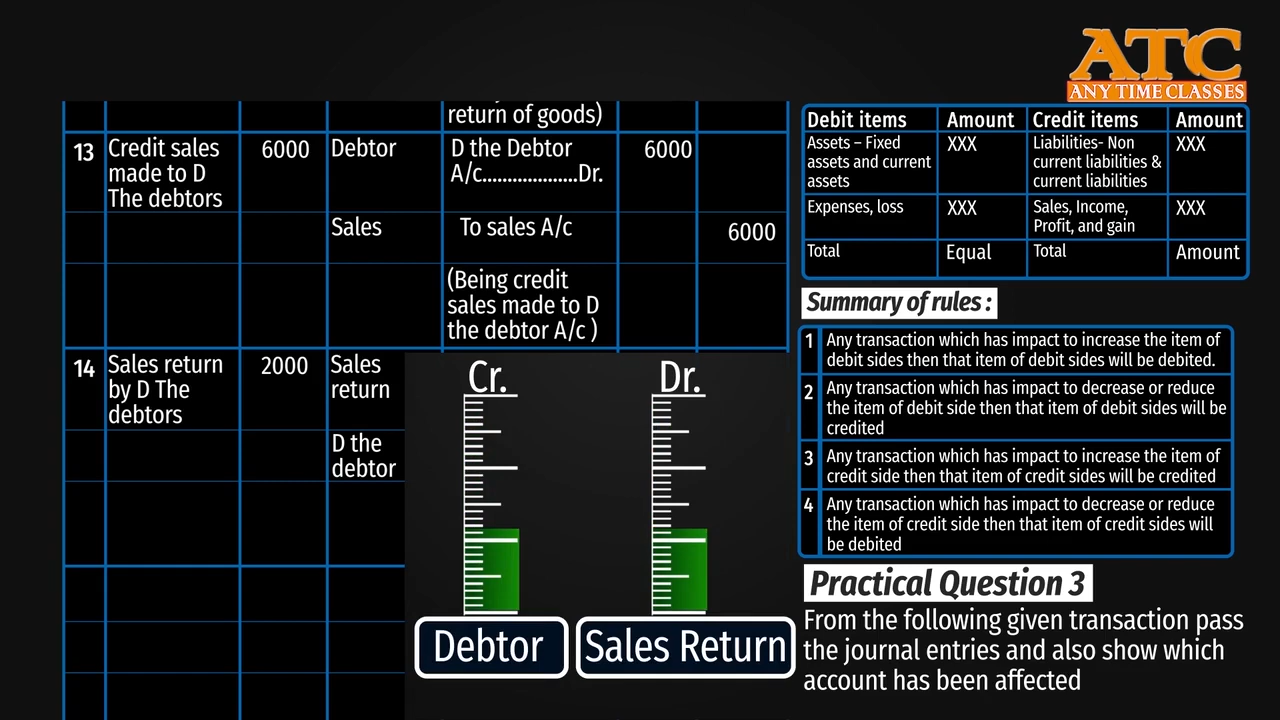 ATC
ANY TIME CLASSES
return of goods)
13
Credit sales
made to D
The debtors
6000
Debtor
D the Debtor
A/c...................Dr.
6000
Sales
To sales A/c
6000
(Being credit
sales made to D
the debtor A/c )
14
Sales return
by D The
debtors
2000
Sales
return
D the
debtor
Cr.
Dr.
Debtor
Sales Return
Debit items
Amount
Credit items
Amount
Assets – Fixed
assets and current
assets
XXX
Liabilities- Non
current liabilities &
current liabilities
XXX
Expenses, loss
XXX
Sales, Income,
Profit, and gain
XXX
Total
Equal
Total
Amount
Summary of rules :
1
Any transaction which has impact to increase the item of
debit sides then that item of debit sides will be debited.
2
Any transaction which has impact to decrease or reduce
the item of debit side then that item of debit sides will be
credited
3
Any transaction which has impact to increase the item of
credit side then that item of credit sides will be credited
4
Any transaction which has impact to decrease or reduce
the item of credit side then that item of credit sides will
be debited
Practical Question 3
From the following given transaction pass
the journal entries and also show which
account has been affected